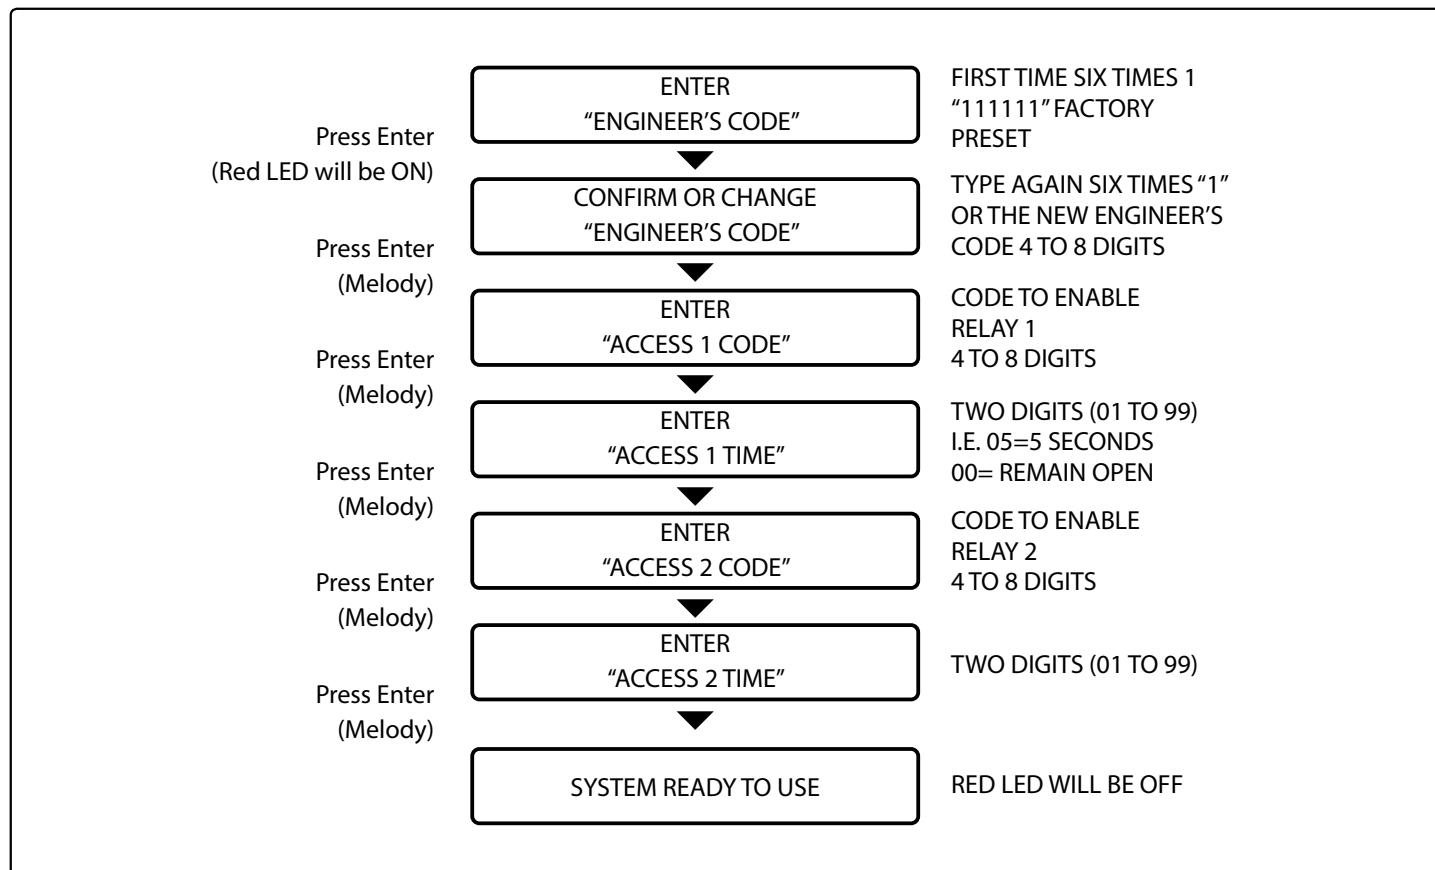 ENTER
“ENGINEER’S CODE”
FIRST TIME SIX TIMES 1
“111111” FACTORY
PRESET
Press Enter
(Red LED will be ON)
CONFIRM OR CHANGE
“ENGINEER’S CODE”
TYPE AGAIN SIX TIMES “1”
OR THE NEW ENGINEER’S
CODE 4 TO 8 DIGITS
Press Enter
(Melody)
ENTER
“ACCESS 1 CODE”
CODE TO ENABLE
RELAY 1
4 TO 8 DIGITS
Press Enter
(Melody)
ENTER
“ACCESS 1 TIME”
TWO DIGITS (01 TO 99)
I.E. 05=5 SECONDS
00= REMAIN OPEN
Press Enter
(Melody)
ENTER
“ACCESS 2 CODE”
CODE TO ENABLE
RELAY 2
4 TO 8 DIGITS
Press Enter
(Melody)
ENTER
“ACCESS 2 TIME”
TWO DIGITS (01 TO 99)
Press Enter
(Melody)
SYSTEM READY TO USE
RED LED WILL BE OFF